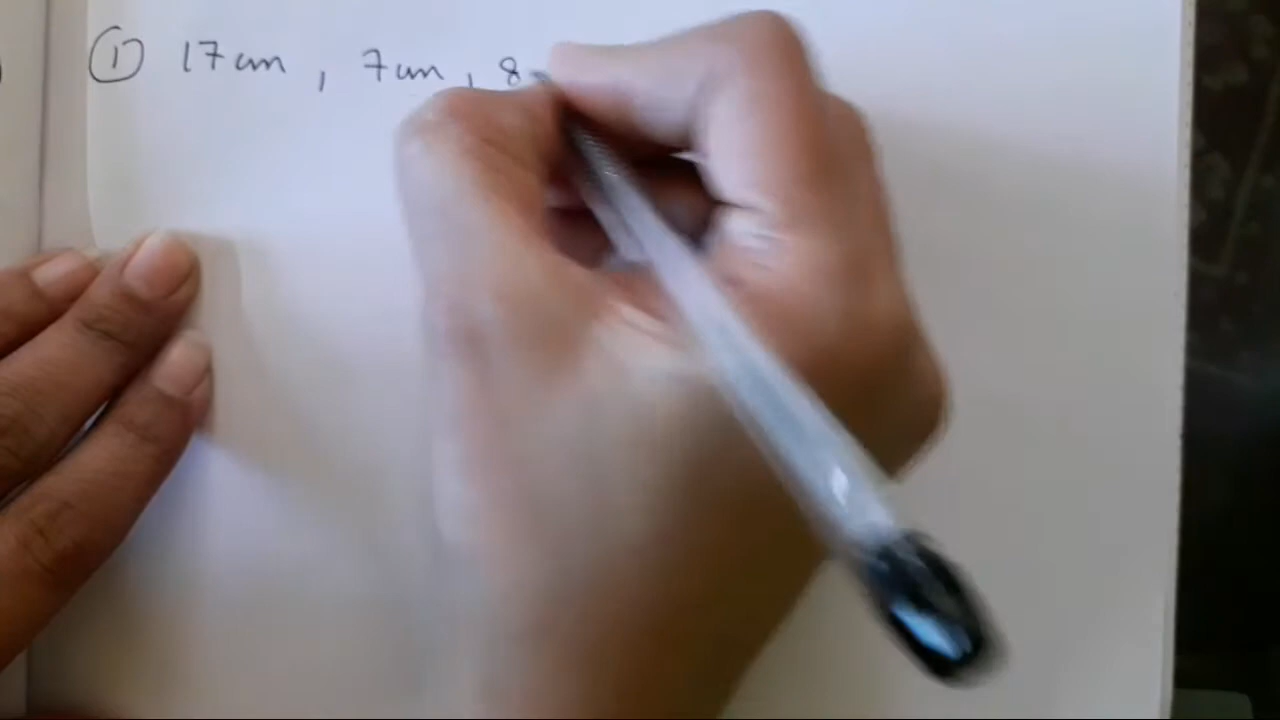 ① 17cm , 7cm , 8